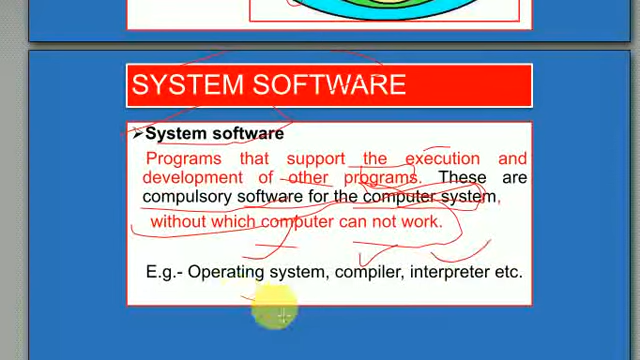 SYSTEM SOFTWARE
➢System software
Programs that support the execution and
development of other programs. These are
compulsory software for the computer system,
without which computer can not work.
E.g.- Operating system, compiler, interpreter etc.